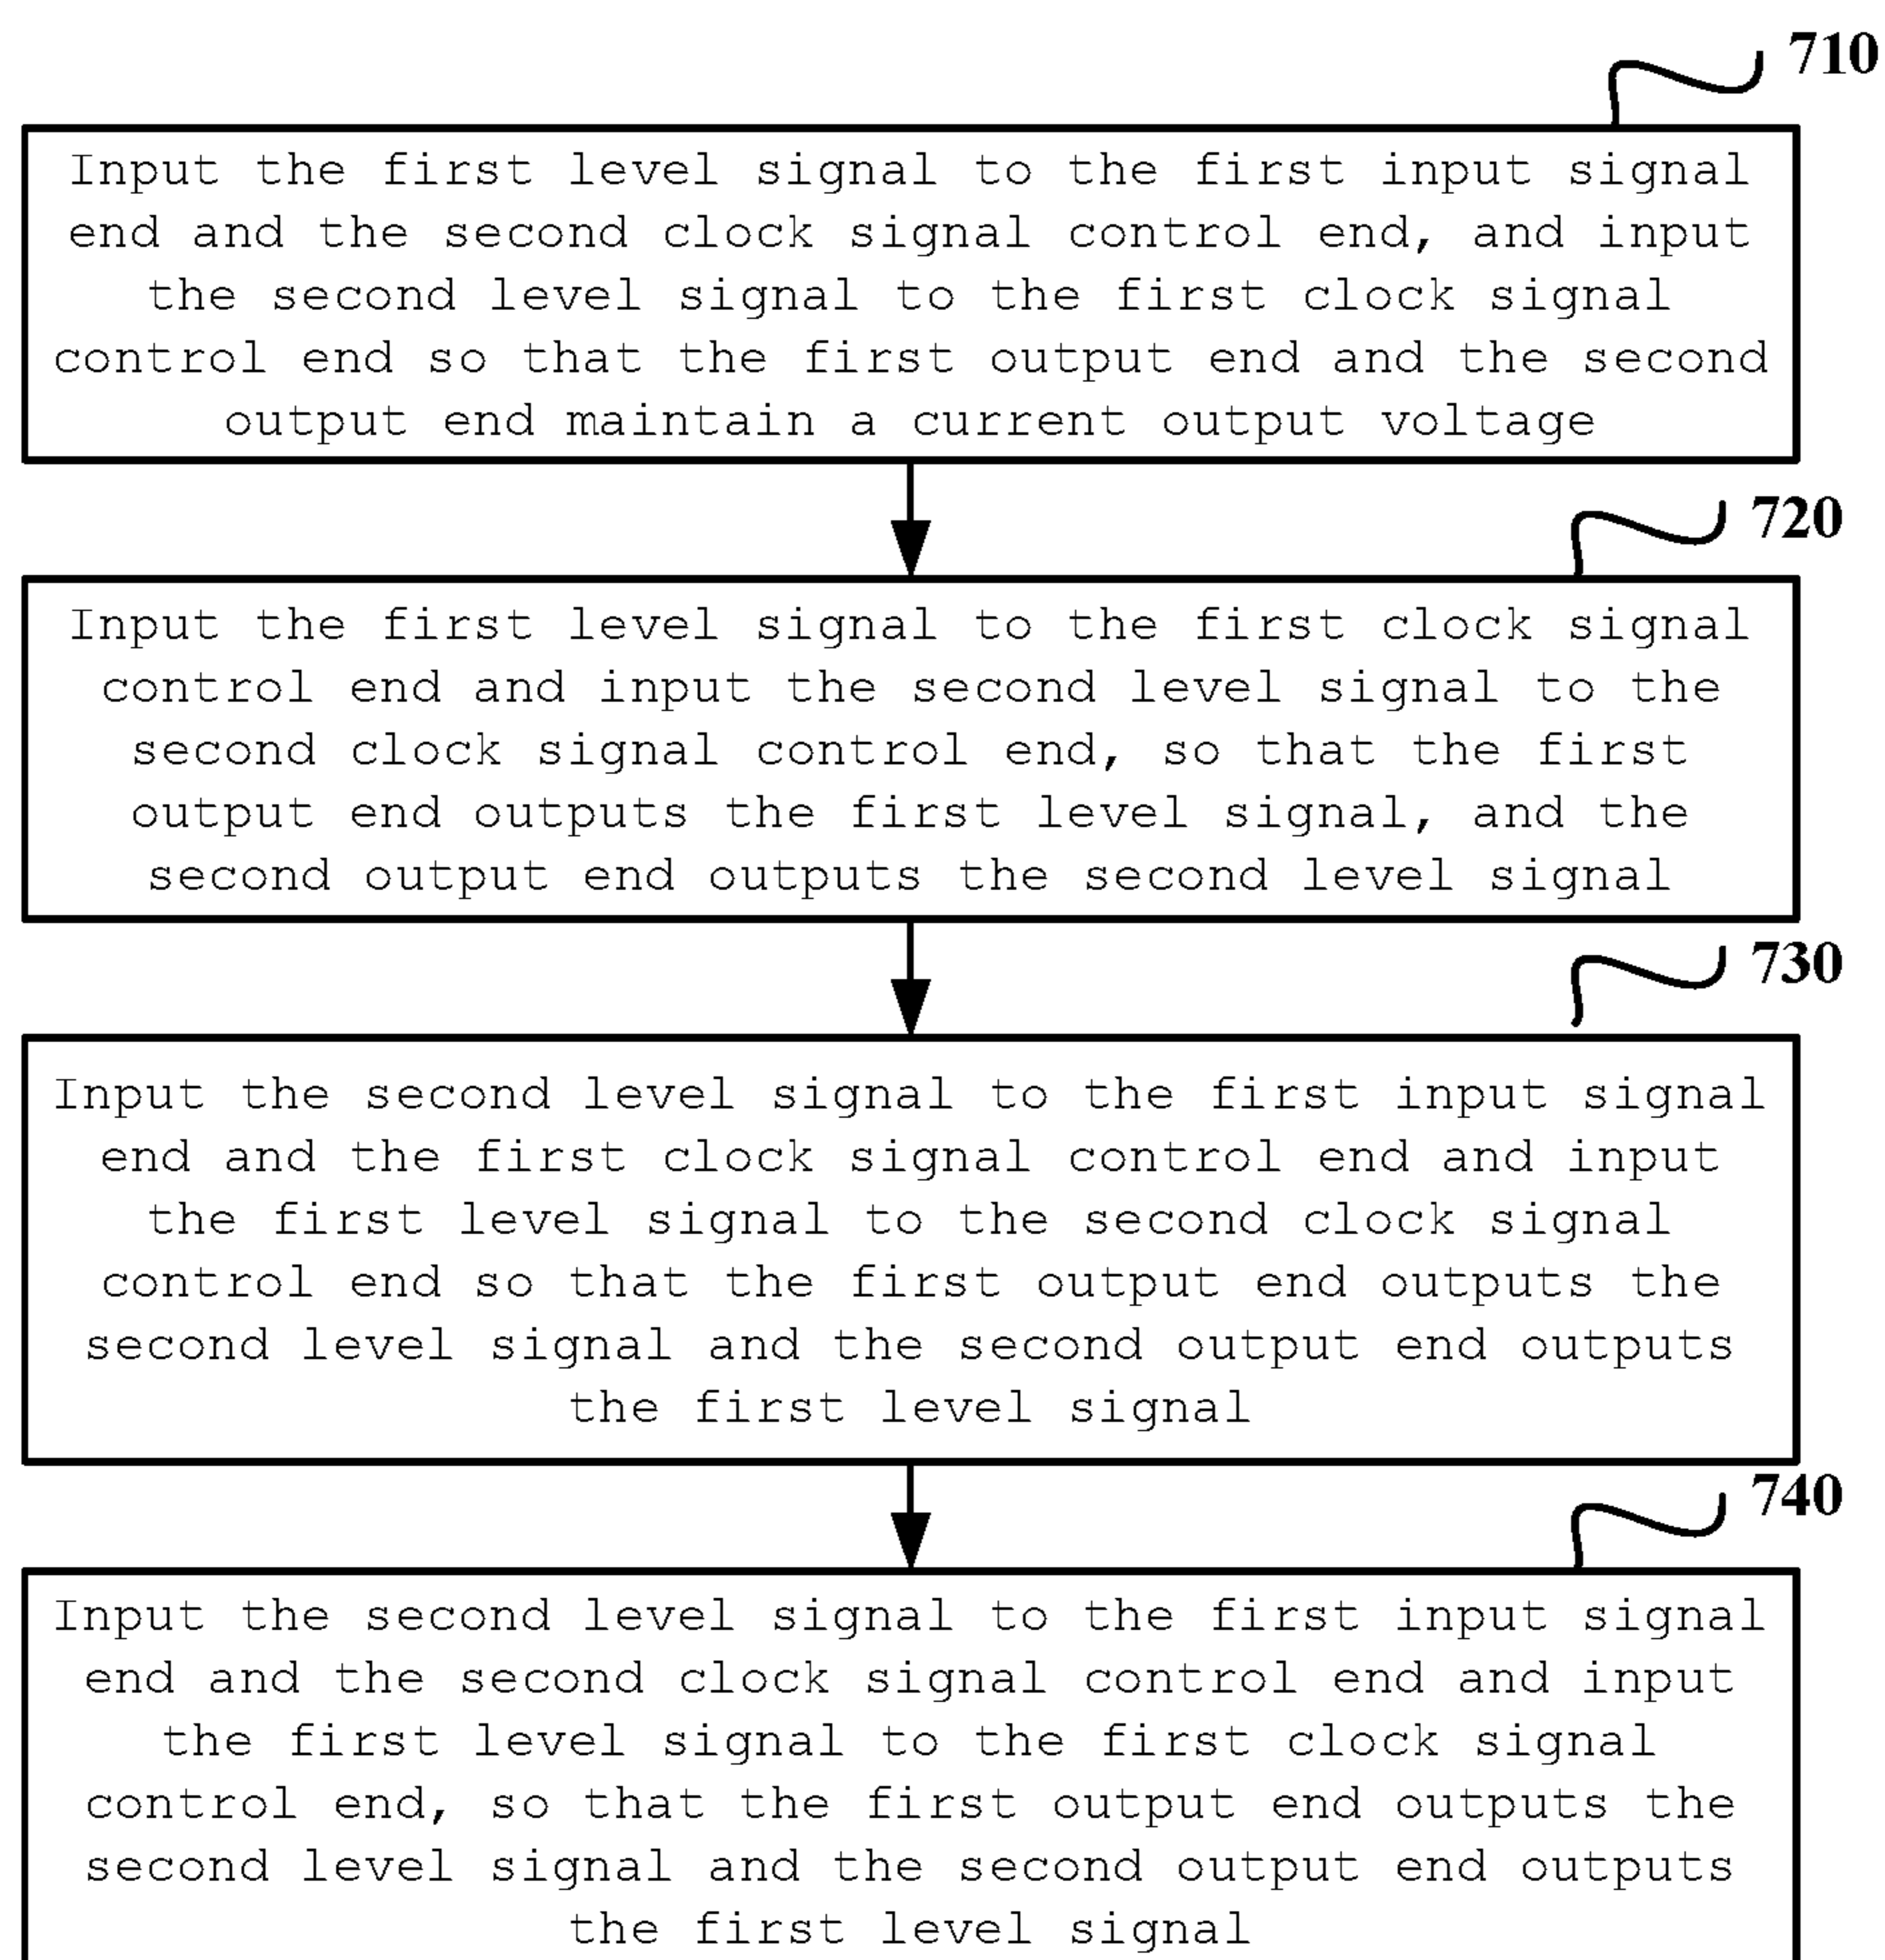 710
Input the first level signal to the first input signal
end and the second clock signal control end, and input
the second level signal to the first clock signal
control end so that the first output end and the second
output end maintain a current output voltage
720
Input the first level signal to the first clock signal
control end and input the second level signal to the
second clock signal control end, so that the first
output end outputs the first level signal, and the
second output end outputs the second level signal
730
Input the second level signal to the first input signal
end and the first clock signal control end and input
the first level signal to the second clock signal
control end so that the first output end outputs the
second level signal and the second output end outputs
the first level signal
740
Input the second level signal to the first input signal
end and the second clock signal control end and input
the first level signal to the first clock signal
control end, so that the first output end outputs the
second level signal and the second output end outputs
the first level signal